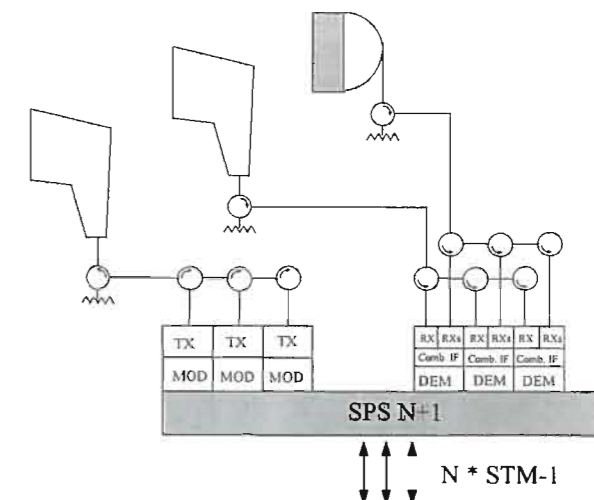 TX TX TX
MOD MOD MOD
RX RXs RX RXs RX RXs
Comb. IF Comb. IF Comb. IF
DEM DEM DEM
SPS N+1
N * STM-1